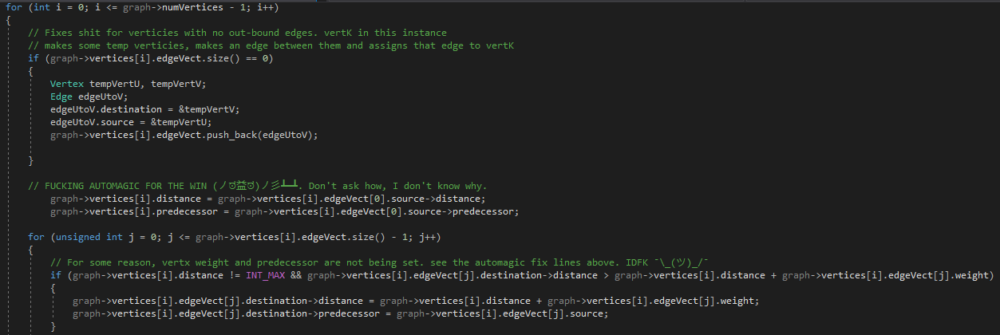 for (int i = 0; i <= graph->numVertices - 1; i++)
{
// Fixes shit for verticies with no out-bound edges. vertK in this instance
// makes some temp verticies, makes an edge between them and assigns that edge to vertK
if (graph->vertices[i].edgeVect.size() == 0)
{
Vertex tempVertU, tempVertV;
Edge edgeUtoV;
edgeUtoV.destination = &tempVertV;
edgeUtoV.source = &tempVertU;
graph->vertices[i].edgeVect.push_back(edgeUtoV);
}
// FUCKING AUTOMAGIC FOR THE WIN (ノಠ益ಠ)ノ彡┻━┻. Don't ask how, I don't know why.
graph->vertices[i].distance = graph->vertices[i].edgeVect[0].source->distance;
graph->vertices[i].predecessor = graph->vertices[i].edgeVect[0].source->predecessor;
for (unsigned int j = 0; j <= graph->vertices[i].edgeVect.size() - 1; j++)
{
// For some reason, vertx weight and predecessor are not being set. see the automagic fix lines above. IDFK ¯\_(ツ)_/¯
if (graph->vertices[i].distance != INT_MAX && graph->vertices[i].edgeVect[j].destination->distance > graph->vertices[i].distance + graph->vertices[i].edgeVect[j].weight)
{
graph->vertices[i].edgeVect[j].destination->distance = graph->vertices[i].distance + graph->vertices[i].edgeVect[j].weight;
graph->vertices[i].edgeVect[j].destination->predecessor = graph->vertices[i].edgeVect[j].source;
}